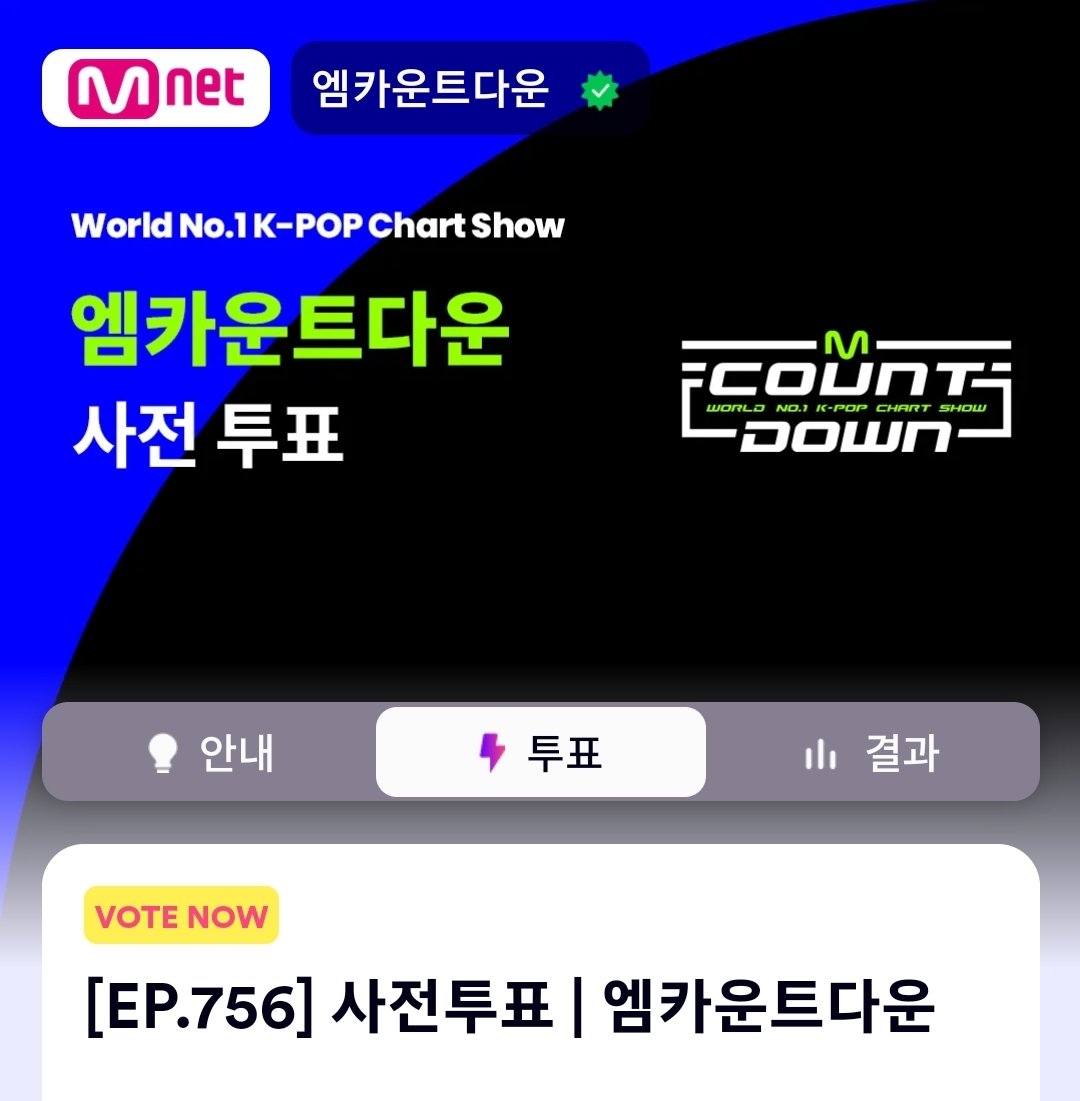 Mnet
엠카운트다운
World No.1 K-POP Chart Show
엠카운트다운
사전 투표
M
COUNT
WORLD NO.1 K-POP CHART SHOW
DOWN
안내
투표
결과
VOTE NOW
[EP.756] 사전투표 | 엠카운트다운